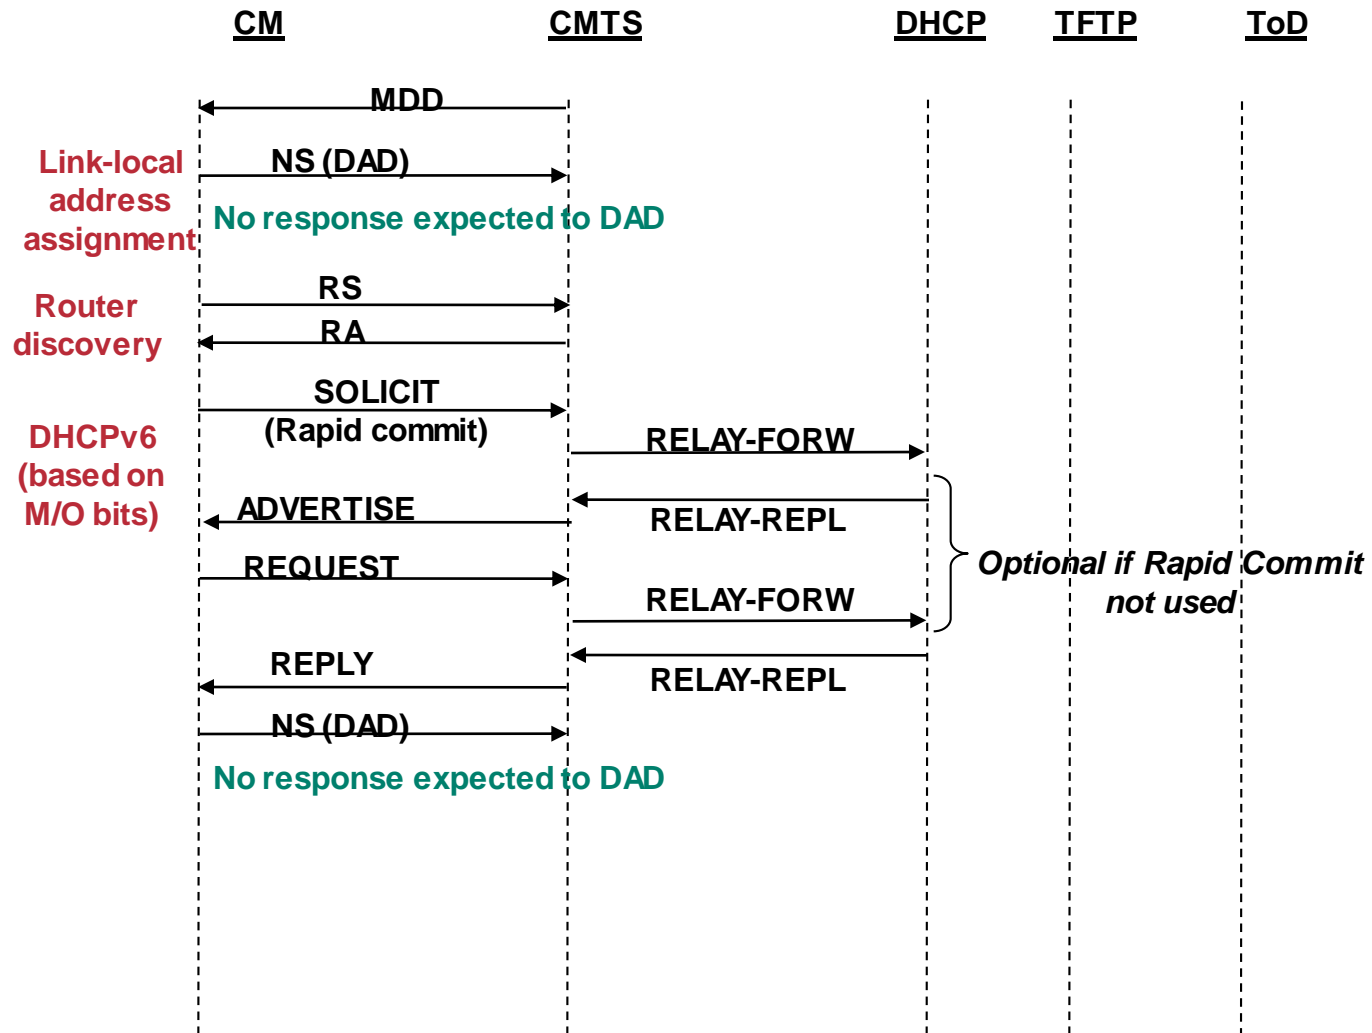 CM CMTS DHCP TFTP ToD
MDD
NS (DAD)
Link-local
address
assignment
No response expected to DAD
RS
Router
discovery
RA
SOLICIT
(Rapid commit)
DHCPv6
(based on
M/O bits)
RELAY-FORW
ADVERTISE
RELAY-REPL
REQUEST
Optional if Rapid Commit
not used
RELAY-FORW
REPLY
RELAY-REPL
NS (DAD)
No response expected to DAD